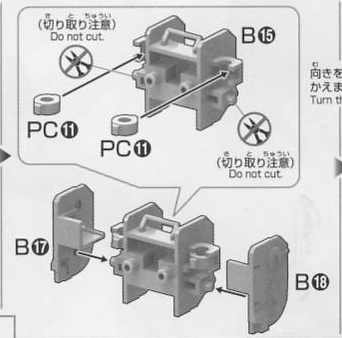 (切り取り注意)
Do not cut.
B⑮
PC⑪
PC⑪
(切り取り注意)
Do not cut.
向きを
かえま
Turn th
B⑰
B⑱